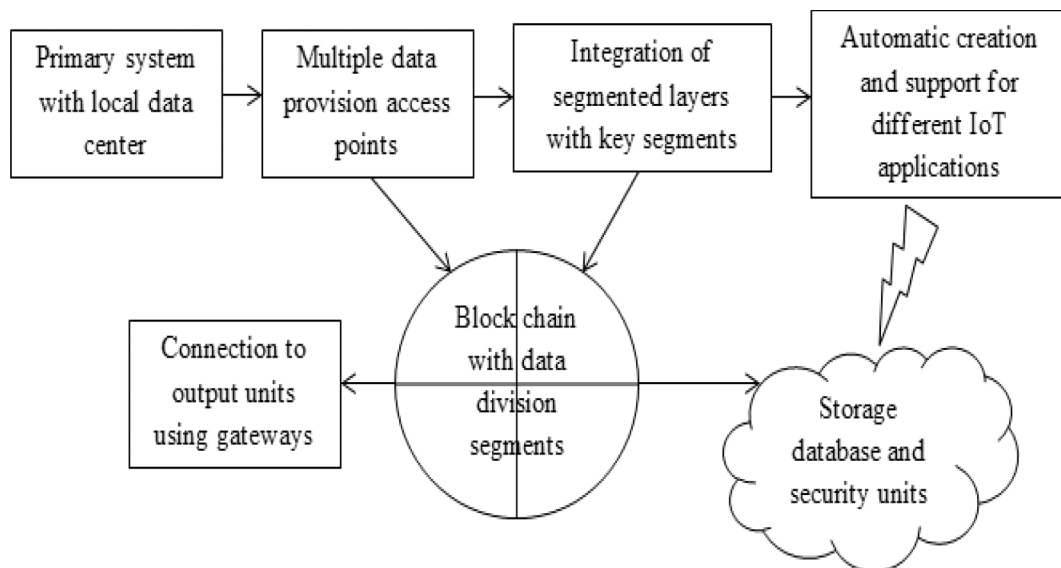 Primary system
with local data
center
Multiple data
provision access
points
Integration of
segmented layers
with key segments
Automatic creation
and support for
different IoT
applications
Connection to
output units
using gateways
Block chain
with data
division
segments
Storage
database and
security units